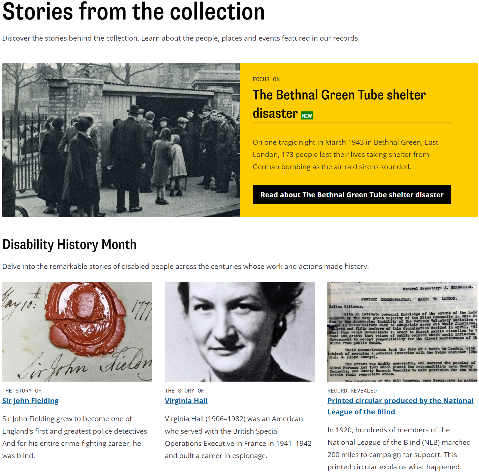 Stories from the collection
Discover the stories behind the collection. Learn about the people, places and events featured in our records.
FOCUS ON
The Bethnal Green Tube shelter
disaster NEW
On one tragic night in March 1943 in Bethnal Green, East
London, 173 people lost their lives taking shelter from
German bombing as the air raid sirens sounded.
Read about The Bethnal Green Tube shelter disaster
Disability History Month
Delve into the remarkable stories of disabled people across the centuries whose work and actions made history.
THE STORY OF
Sir John Fielding
Sir John Fielding grew to become one of
England's first and greatest police detectives.
And for his entire crime-fighting career, he
was blind.
THE STORY OF
Virginia Hall
Virginia Hall (1906–1982) was an American
who served with the British Special
Operations Executive in France in 1941–1942
and built a career in espionage.
RECORD REVEALED
Printed circular produced by the National
League of the Blind
In 1920, hundreds of members of the
National League of the Blind (NLB) marched
200 miles to campaign for support. This
printed circular explains what happened.